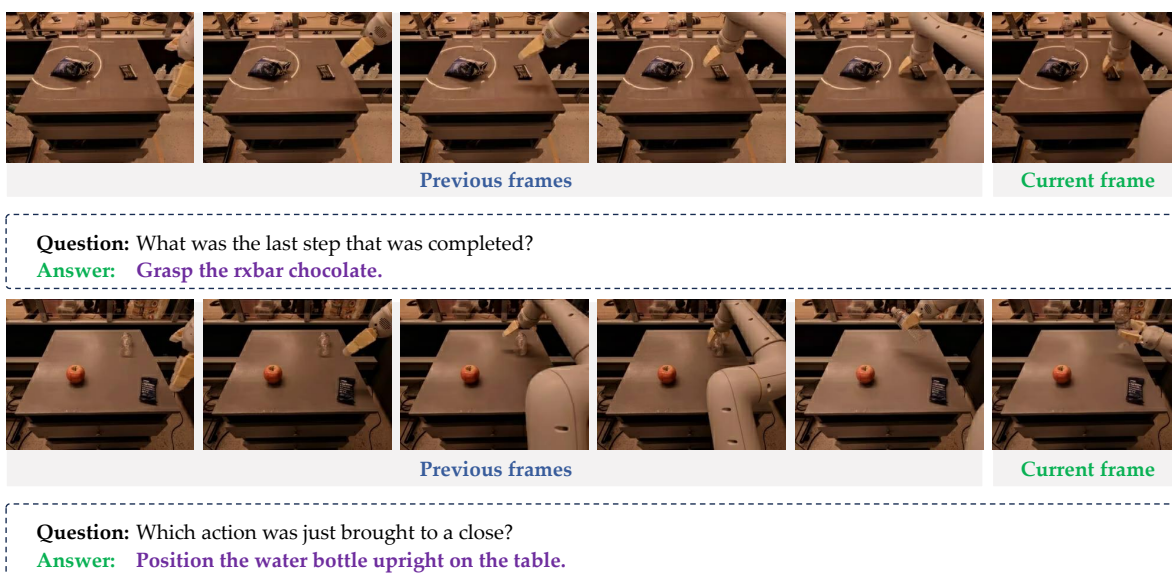 Previous frames
Current frame
Question: What was the last step that was completed?
Answer: Grasp the rxbar chocolate.
Previous frames
Current frame
Question: Which action was just brought to a close?
Answer: Position the water bottle upright on the table.